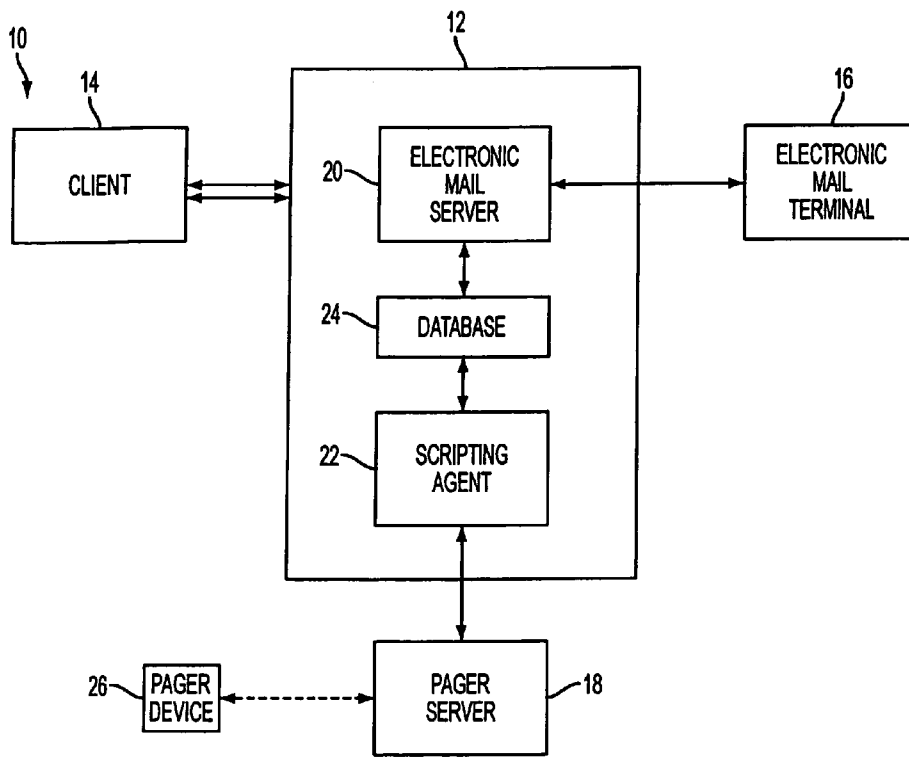 10
14
CLIENT
12
16
ELECTRONIC
MAIL
TERMINAL
20
ELECTRONIC
MAIL
SERVER
24
DATABASE
22
SCRIPTING
AGENT
26
PAGER
DEVICE
PAGER
SERVER
18